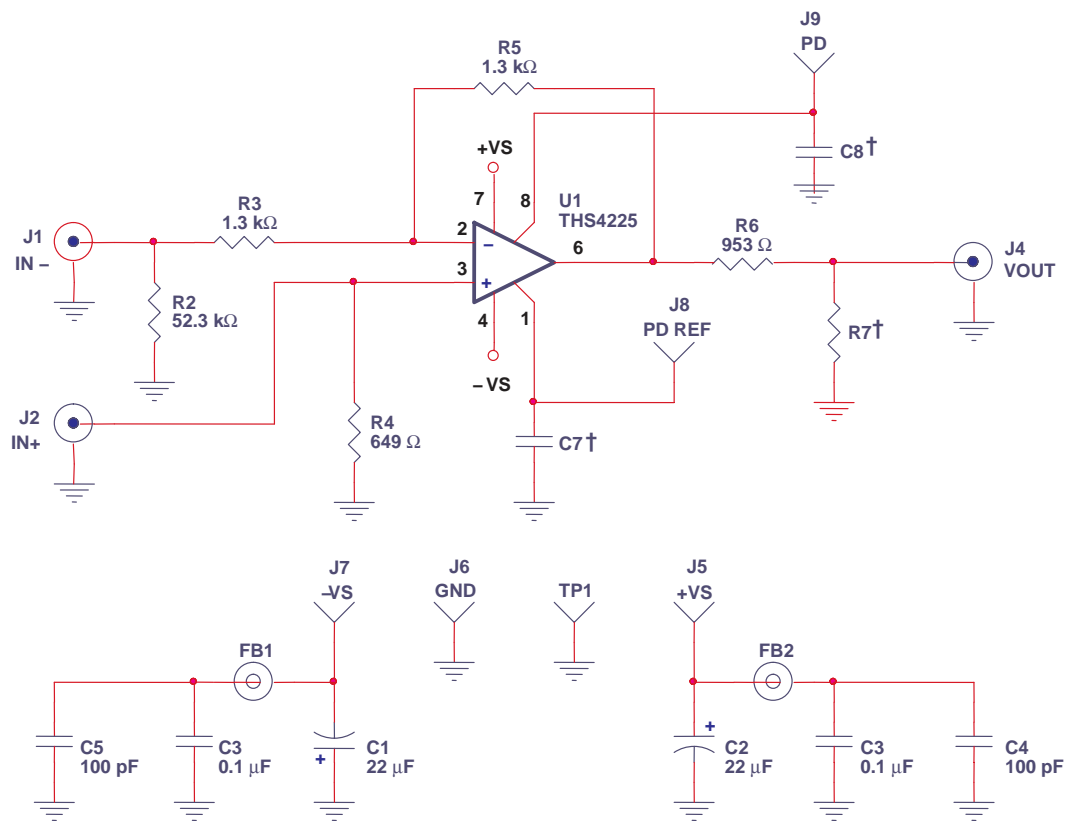 J9
PD
R5
1.3 kΩ
C8†
+VS
7
8
U1
THS4225
R3
1.3 kΩ
J1
IN –
2
–
3
+
6
R6
953 Ω
J4
VOUT
R2
52.3 kΩ
4
1
J8
PD REF
R7†
–VS
J2
IN+
R4
649 Ω
C7†
J7
–VS
J6
GND
TP1
J5
+VS
FB1
FB2
C5
100 pF
C3
0.1 µF
+
C1
22 µF
+
C2
22 µF
C3
0.1 µF
C4
100 pF